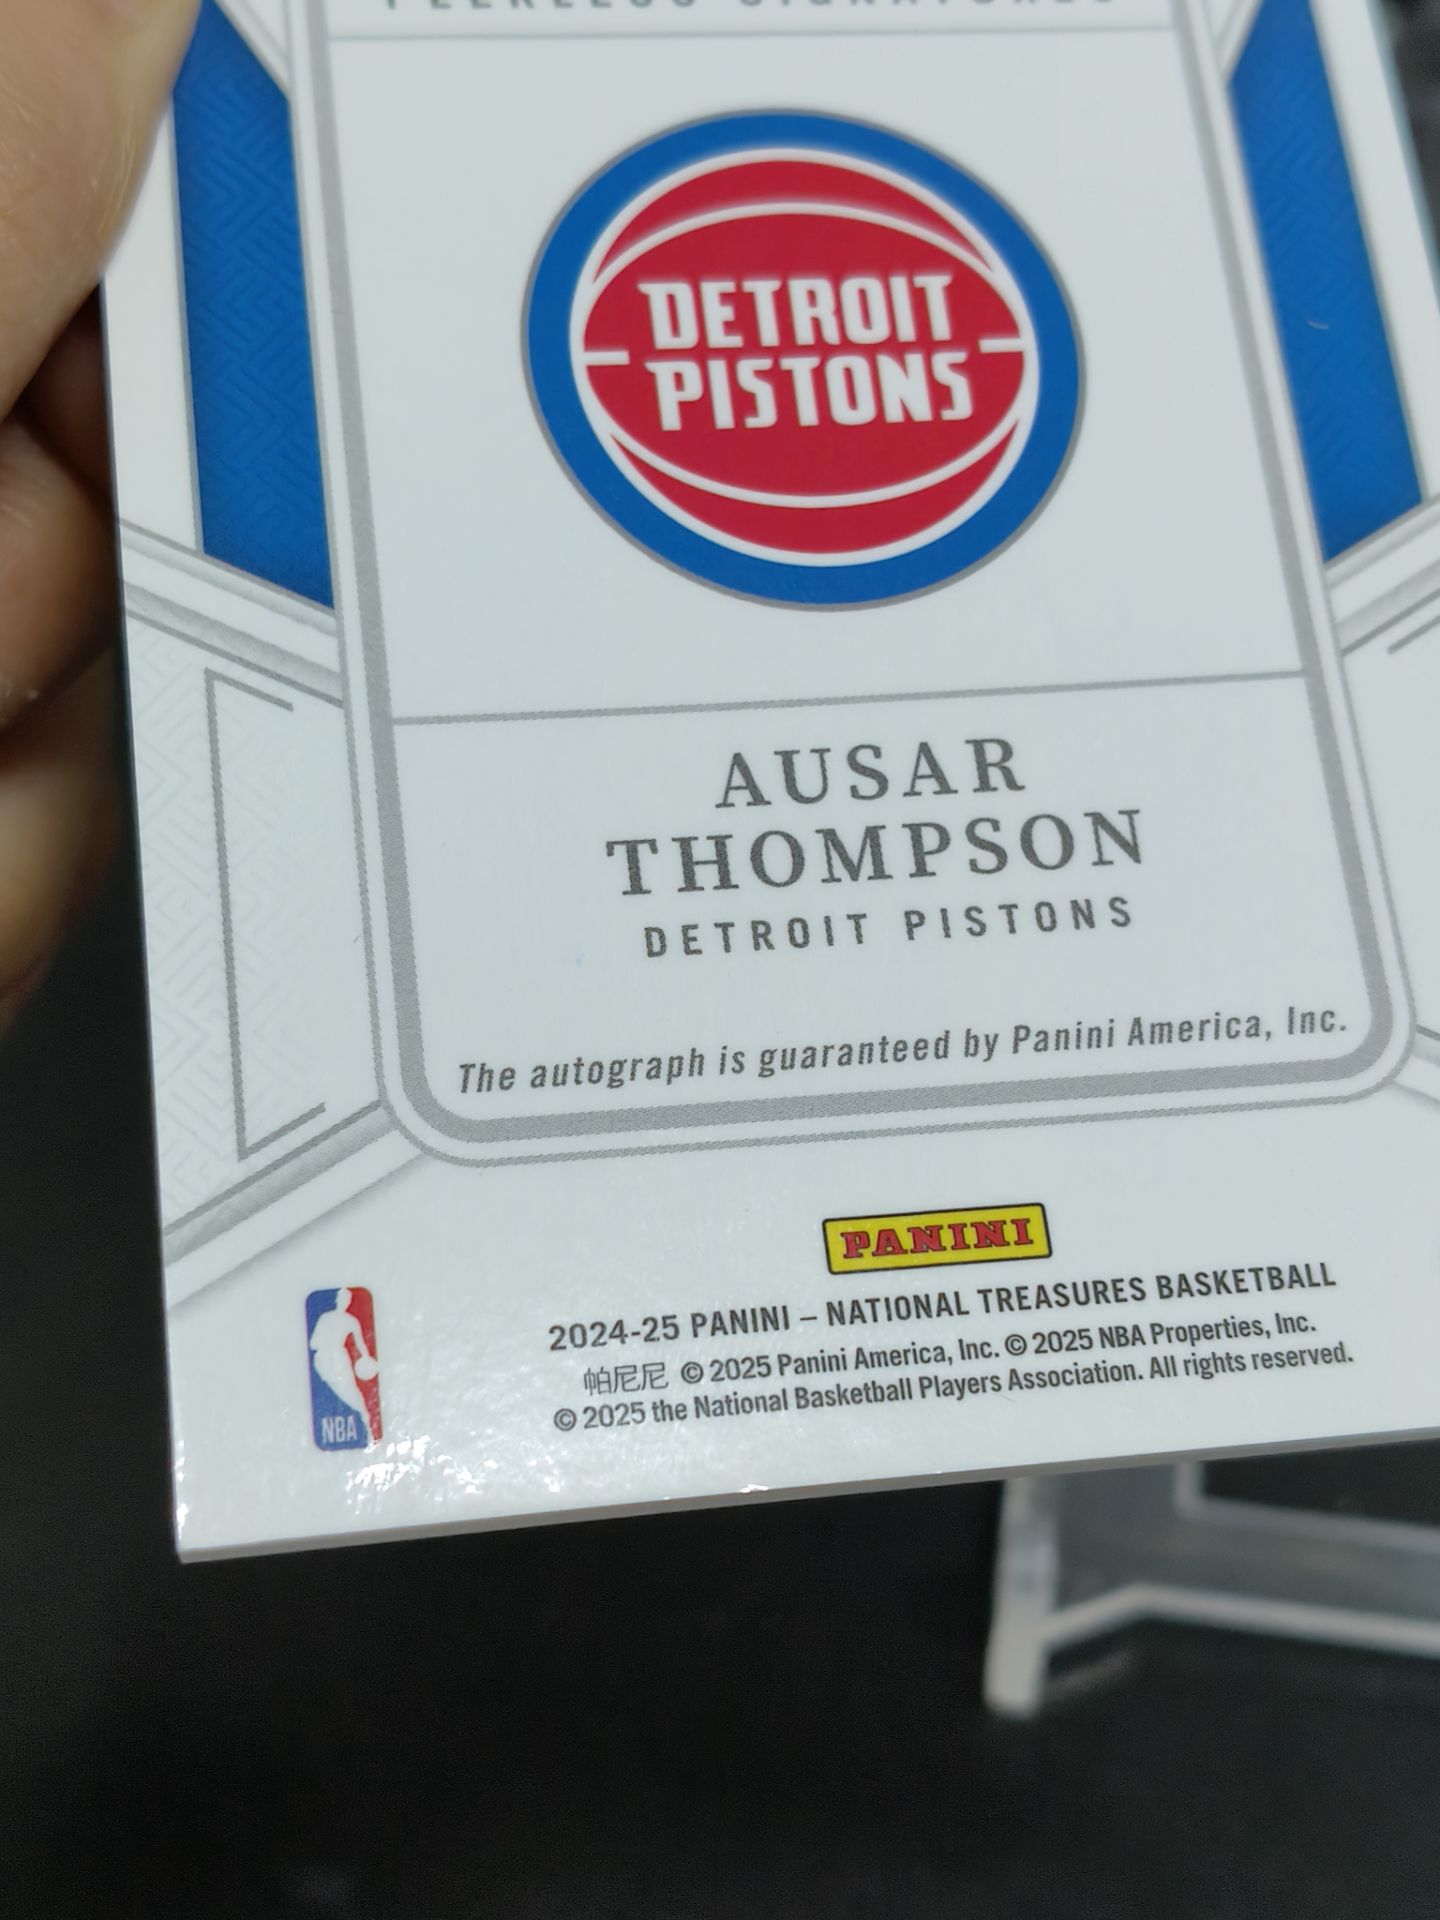 PEERLESS SIGNATURES
DETROIT
PISTONS
AUSAR
THOMPSON
DETROIT PISTONS
The autograph is guaranteed by Panini America, Inc.
PANINI
2024-25 PANINI – NATIONAL TREASURES BASKETBALL
帕尼尼 © 2025 Panini America, Inc. © 2025 NBA Properties, Inc.
© 2025 the National Basketball Players Association. All rights reserved.
NBA